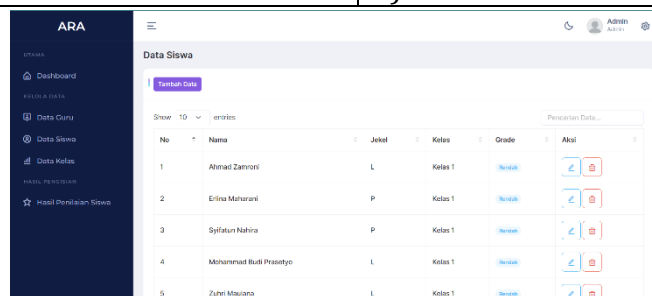 ARA
Admin
Admin
UTAMA
Dashboard
KELOLA DATA
Data Guru
Data Siswa
Data Kelas
HASIL PENGISIAN
Hasil Penilaian Siswa
Data Siswa
Tambah Data
Show 10 entries
Pencarian Data...
No Nama Jekel Kelas Grade Aksi
1 Ahmad Zamroni L Kelas 1 Rendah
2 Erlina Maharani P Kelas 1 Rendah
3 Syifatun Nahira P Kelas 1 Rendah
4 Mohammad Budi Prasetyo L Kelas 1 Rendah
5 Zuhri Maulana L Kelas 1 Rendah